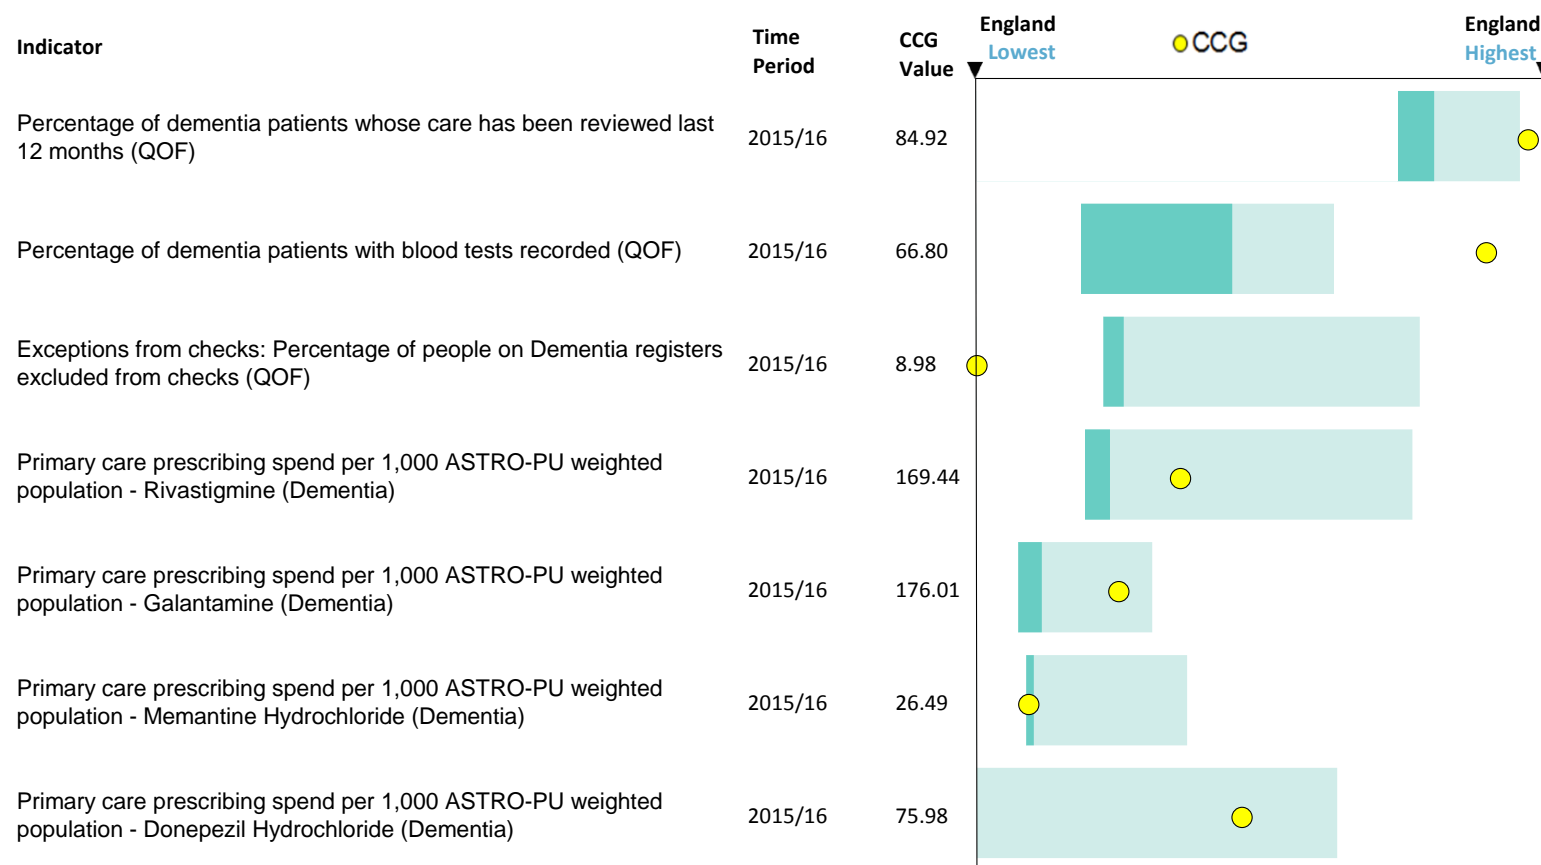 Indicator
Time Period
CCG Value
England Lowest
CCG
England Highest
Percentage of dementia patients whose care has been reviewed last
12 months (QOF)
2015/16
84.92
Percentage of dementia patients with blood tests recorded (QOF)
2015/16
66.80
Exceptions from checks: Percentage of people on Dementia registers
excluded from checks (QOF)
2015/16
8.98
Primary care prescribing spend per 1,000 ASTRO-PU weighted
population - Rivastigmine (Dementia)
2015/16
169.44
Primary care prescribing spend per 1,000 ASTRO-PU weighted
population - Galantamine (Dementia)
2015/16
176.01
Primary care prescribing spend per 1,000 ASTRO-PU weighted
population - Memantine Hydrochloride (Dementia)
2015/16
26.49
Primary care prescribing spend per 1,000 ASTRO-PU weighted
population - Donepezil Hydrochloride (Dementia)
2015/16
75.98